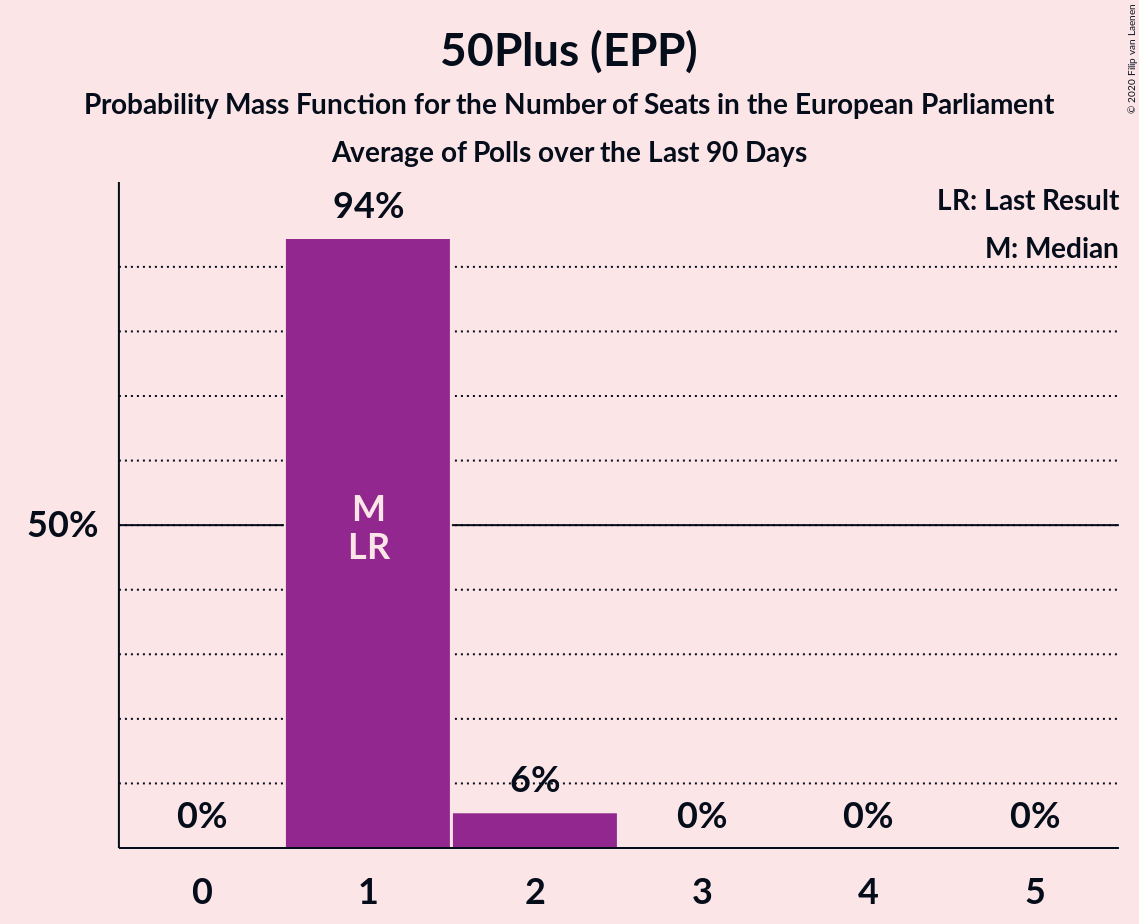 50Plus (EPP)
Probability Mass Function for the Number of Seats in the European Parliament
Average of Polls over the Last 90 Days
© 2020 Filip van Laenen
LR: Last Result
M: Median
94%
M
LR
50%
6%
0%
0%
0%
0%
0 1 2 3 4 5